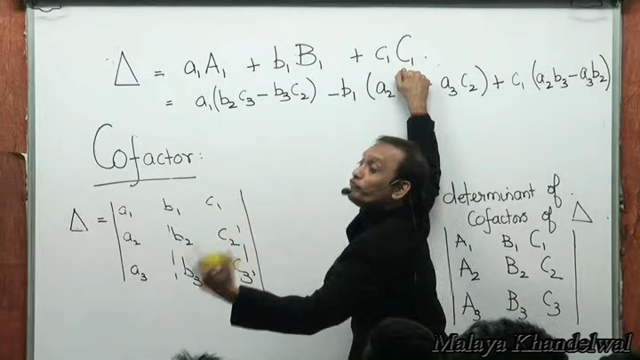 Δ = a₁A₁ + b₁B₁ + c₁C₁.
= a₁(b₂c₃ − b₃c₂) − b₁(a₂ a₃c₂) + c₁(a₂b₃−a₃b₂)
Cofactor:
Δ = | a₁ b₁ c₁ |
| a₂ b₂ c₂ |
| a₃ b₃ c₃ |
determinant of
Cofactors of Δ.
| A₁ B₁ C₁ |
| A₂ B₂ C₂ |
| A₃ B₃ C₃ |
Malaya Khandelwal